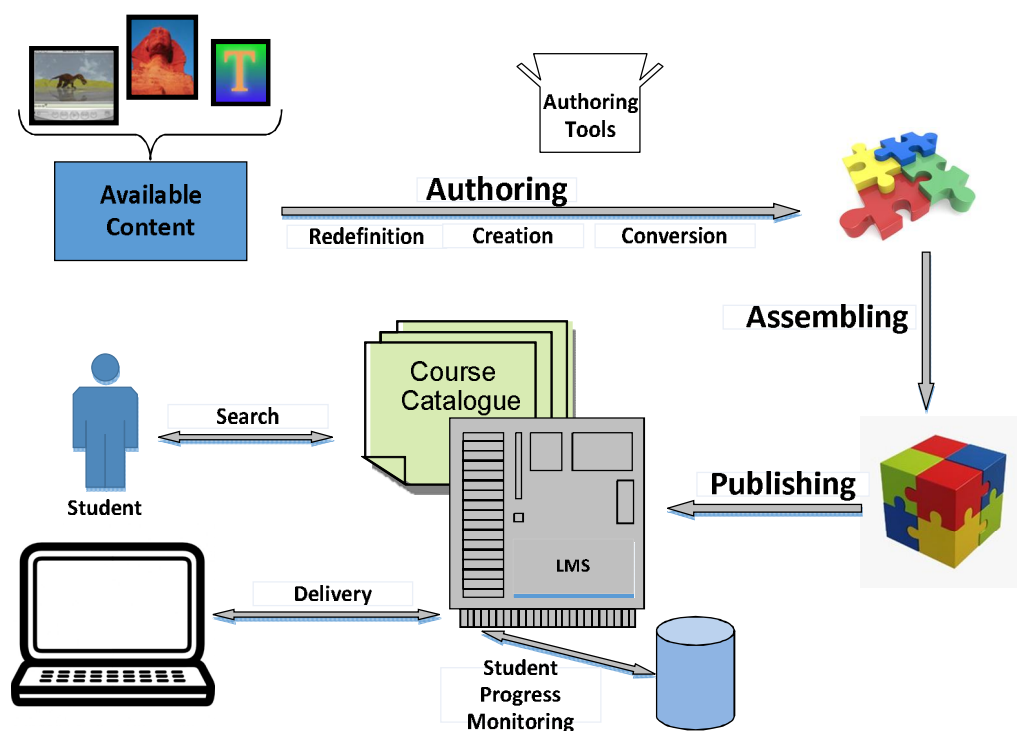 T
Authoring
Tools
Available
Content
Authoring
Redefinition
Creation
Conversion
Assembling
Course
Catalogue
Search
Student
Publishing
LMS
Delivery
Student
Progress
Monitoring